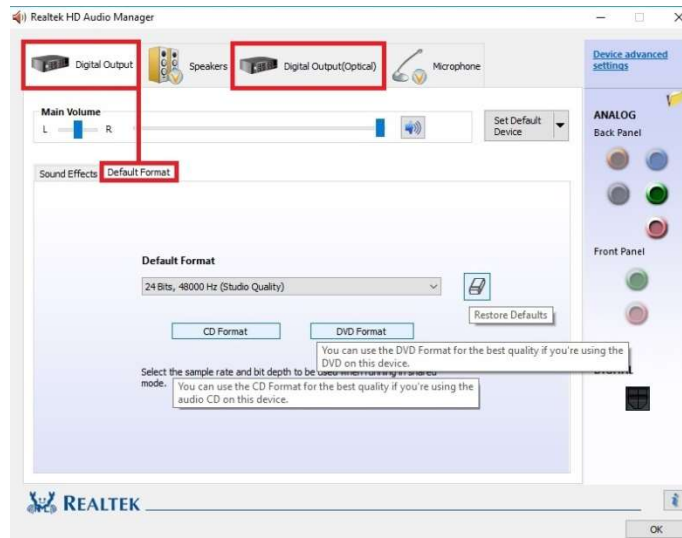 Realtek HD Audio Manager
Digital Output
Speakers
Digital Output(Optical)
Microphone
Device advanced
settings
Main Volume
L
R
Set Default
Device
ANALOG
Back Panel
Sound Effects
Default Format
Front Panel
Default Format
24 Bits, 48000 Hz (Studio Quality)
Restore Defaults
CD Format
DVD Format
You can use the DVD Format for the best quality if you're using the
DVD on this device.
Select the sample rate and bit depth to be used when running in shared
mode.
You can use the CD Format for the best quality if you're using the
audio CD on this device.
REALTEK
OK